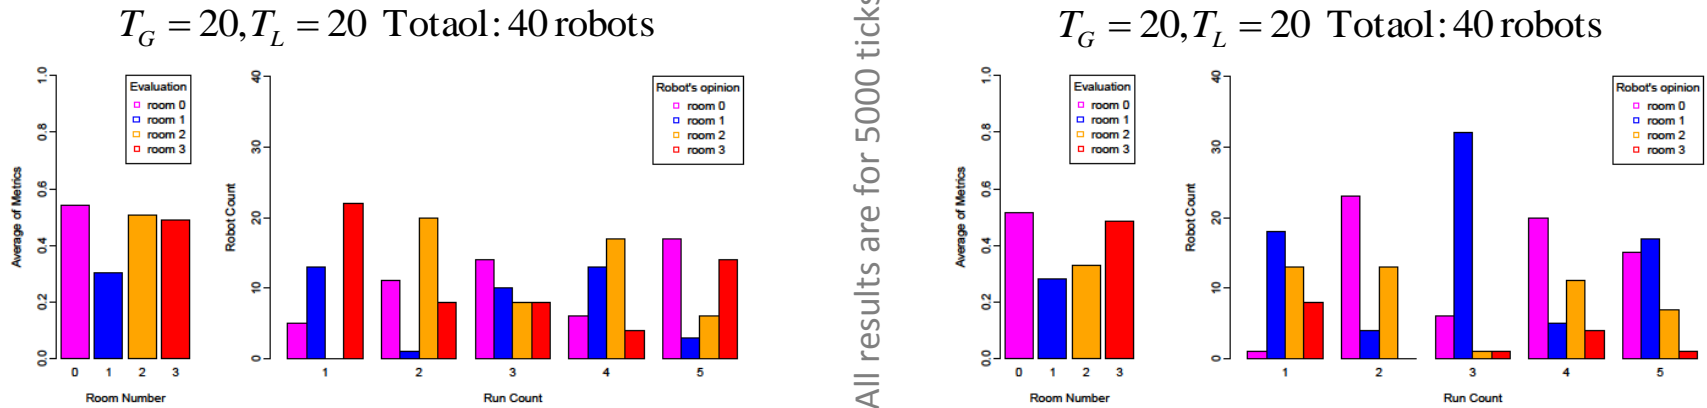 T_G = 20, T_L = 20 Totaol: 40 robots
Average of Metrics
0.0 0.2 0.4 0.6 0.8 1.0
Evaluation
room 0
room 1
room 2
room 3
0 1 2 3
Room Number
Robot Count
0 10 20 30 40
Robot's opinion
room 0
room 1
room 2
room 3
1 2 3 4 5
Run Count
All results are for 5000 ticks
T_G = 20, T_L = 20 Totaol: 40 robots
Average of Metrics
0.0 0.2 0.4 0.6 0.8 1.0
Evaluation
room 0
room 1
room 2
room 3
0 1 2 3
Room Number
Robot Count
0 10 20 30 40
Robot's opinion
room 0
room 1
room 2
room 3
1 2 3 4 5
Run Count